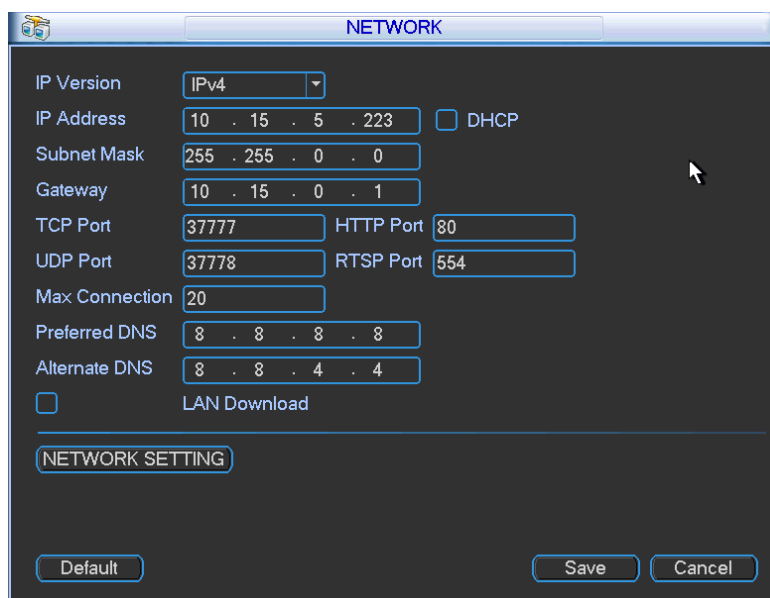 NETWORK
IP Version IPv4
IP Address 10 . 15 . 5 . 223 DHCP
Subnet Mask 255 . 255 . 0 . 0
Gateway 10 . 15 . 0 . 1
TCP Port 37777 HTTP Port 80
UDP Port 37778 RTSP Port 554
Max Connection 20
Preferred DNS 8 . 8 . 8 . 8
Alternate DNS 8 . 8 . 4 . 4
LAN Download
NETWORK SETTING
Default Save Cancel